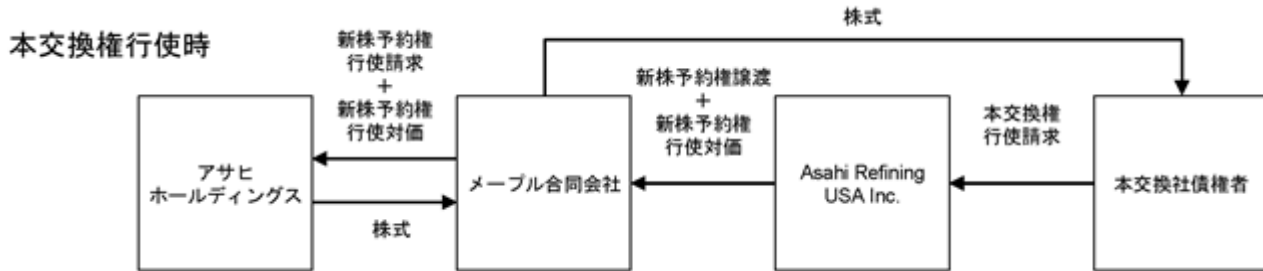 本交換権行使時
株式
新株予約権
行使請求
+
新株予約権
行使対価
新株予約権譲渡
+
新株予約権
行使対価
本交換権
行使請求
アサヒ
ホールディングス
メープル合同会社
Asahi Refining
USA Inc.
本交換社債権者
株式